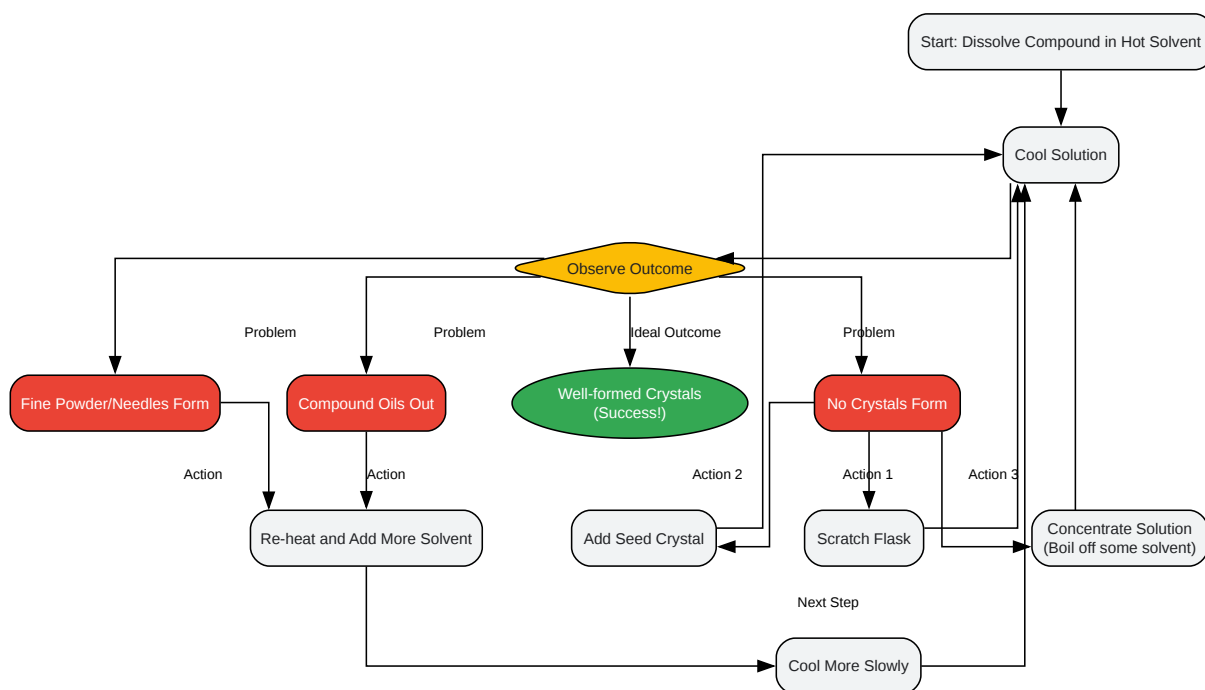 Start: Dissolve Compound in Hot Solvent
Cool Solution
Observe Outcome
Problem
Problem
Ideal Outcome
Problem
Fine Powder/Needles Form
Compound Oils Out
Well-formed Crystals
(Success!)
No Crystals Form
Action
Action
Action 2
Action 1
Action 3
Re-heat and Add More Solvent
Add Seed Crystal
Scratch Flask
Concentrate Solution
(Boil off some solvent)
Next Step
Cool More Slowly